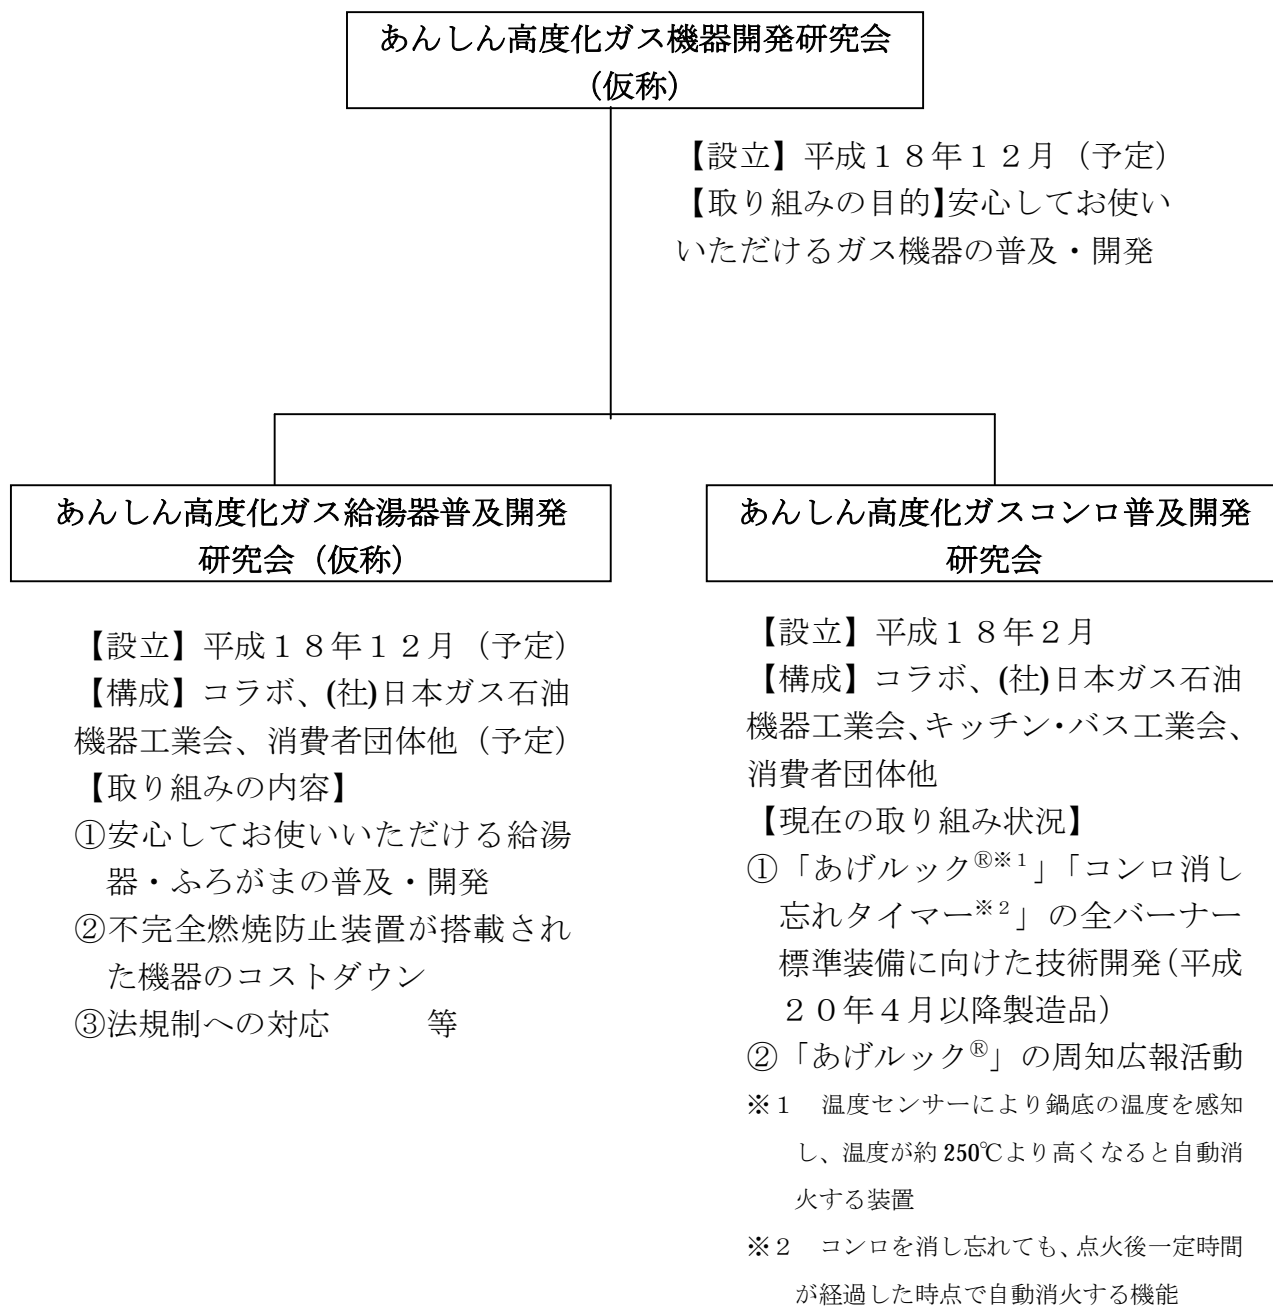 あんしん高度化ガス機器開発研究会
（仮称）
【設立】平成１８年１２月（予定）
【取り組みの目的】安心してお使い
いただけるガス機器の普及・開発
あんしん高度化ガス給湯器普及開発
研究会（仮称）
【設立】平成１８年１２月（予定）
【構成】コラボ、(社)日本ガス石油
機器工業会、消費者団体他（予定）
【取り組みの内容】
①安心してお使いいただける給湯
器・ふろがまの普及・開発
②不完全燃焼防止装置が搭載され
た機器のコストダウン
③法規制への対応　　　等
あんしん高度化ガスコンロ普及開発
研究会
【設立】平成１８年２月
【構成】コラボ、(社)日本ガス石油
機器工業会、キッチン・バス工業会、
消費者団体他
【現在の取り組み状況】
①「あげルック®※１」「コンロ消し
忘れタイマー※２」の全バーナー
標準装備に向けた技術開発（平成
２０年４月以降製造品）
②「あげルック®」の周知広報活動
※１　温度センサーにより鍋底の温度を感知
し、温度が約 250℃より高くなると自動消
火する装置
※２　コンロを消し忘れても、点火後一定時間
が経過した時点で自動消火する機能